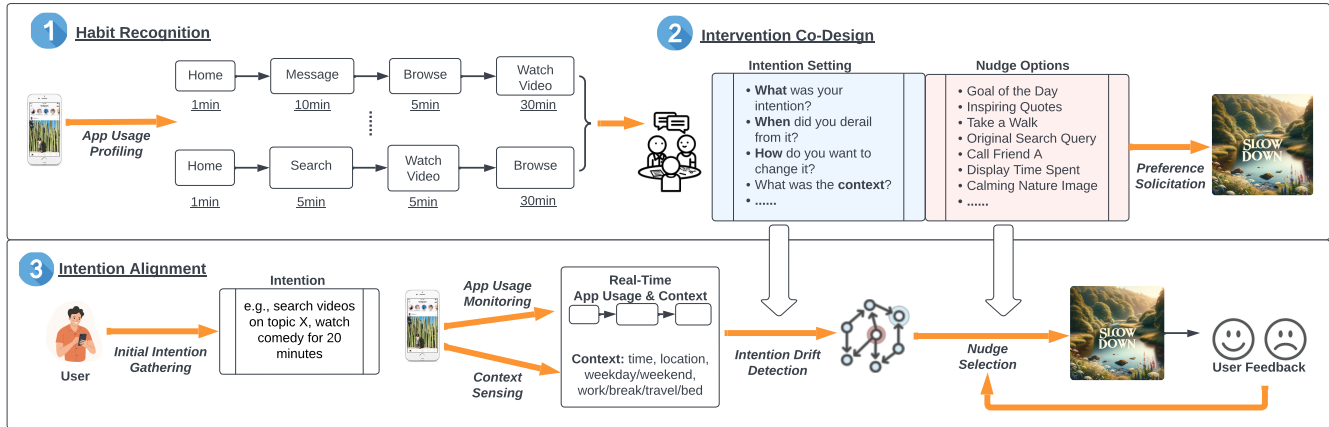 1
Habit Recognition
Home
Message
Browse
Watch
Video
1min
10min
5min
30min
App Usage
Profiling
Home
Search
Watch
Video
Browse
1min
5min
5min
30min
2
Intervention Co-Design
Intention Setting
• What was your
intention?
• When did you derail
from it?
• How do you want to
change it?
• What was the context?
• ......
Nudge Options
• Goal of the Day
• Inspiring Quotes
• Take a Walk
• Original Search Query
• Call Friend A
• Display Time Spent
• Calming Nature Image
• ......
Preference
Solicitation
SLOW
DOWN
3
Intention Alignment
User
Initial Intention
Gathering
Intention
e.g., search videos
on topic X, watch
comedy for 20
minutes
App Usage
Monitoring
Context
Sensing
Real-Time
App Usage & Context
Context: time, location,
weekday/weekend,
work/break/travel/bed
Intention Drift
Detection
Nudge
Selection
SLOW
DOWN
User Feedback